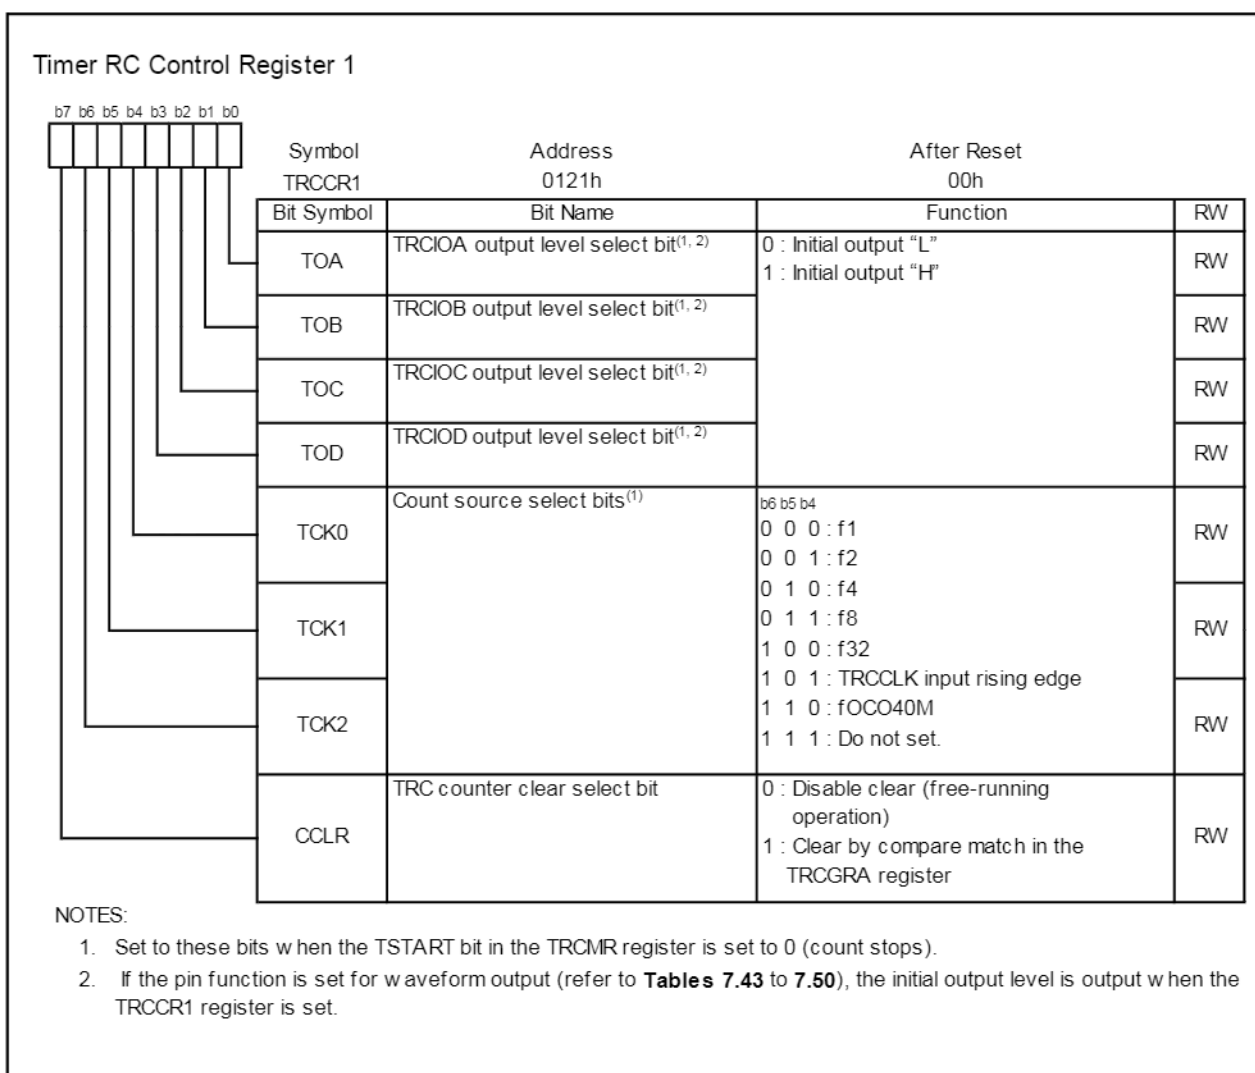 Timer RC Control Register 1
b7 b6 b5 b4 b3 b2 b1 b0
Symbol Address After Reset
TRCCR1 0121h 00h
Bit Symbol Bit Name Function RW
TOA TRCIOA output level select bit(1, 2) 0 : Initial output “L” RW
1 : Initial output “H”
TOB TRCIOB output level select bit(1, 2) RW
TOC TRCIOC output level select bit(1, 2) RW
TOD TRCIOD output level select bit(1, 2) RW
TCK0 Count source select bits(1) b6 b5 b4 RW
0 0 0 : f1
0 0 1 : f2
0 1 0 : f4
TCK1 0 1 1 : f8 RW
1 0 0 : f32
1 0 1 : TRCCLK input rising edge
TCK2 1 1 0 : fOCO40M RW
1 1 1 : Do not set.
CCLR TRC counter clear select bit 0 : Disable clear (free-running RW
operation)
1 : Clear by compare match in the
TRCGRA register
NOTES:
1. Set to these bits when the TSTART bit in the TRCMR register is set to 0 (count stops).
2. If the pin function is set for waveform output (refer to Tables 7.43 to 7.50), the initial output level is output when the
TRCCR1 register is set.